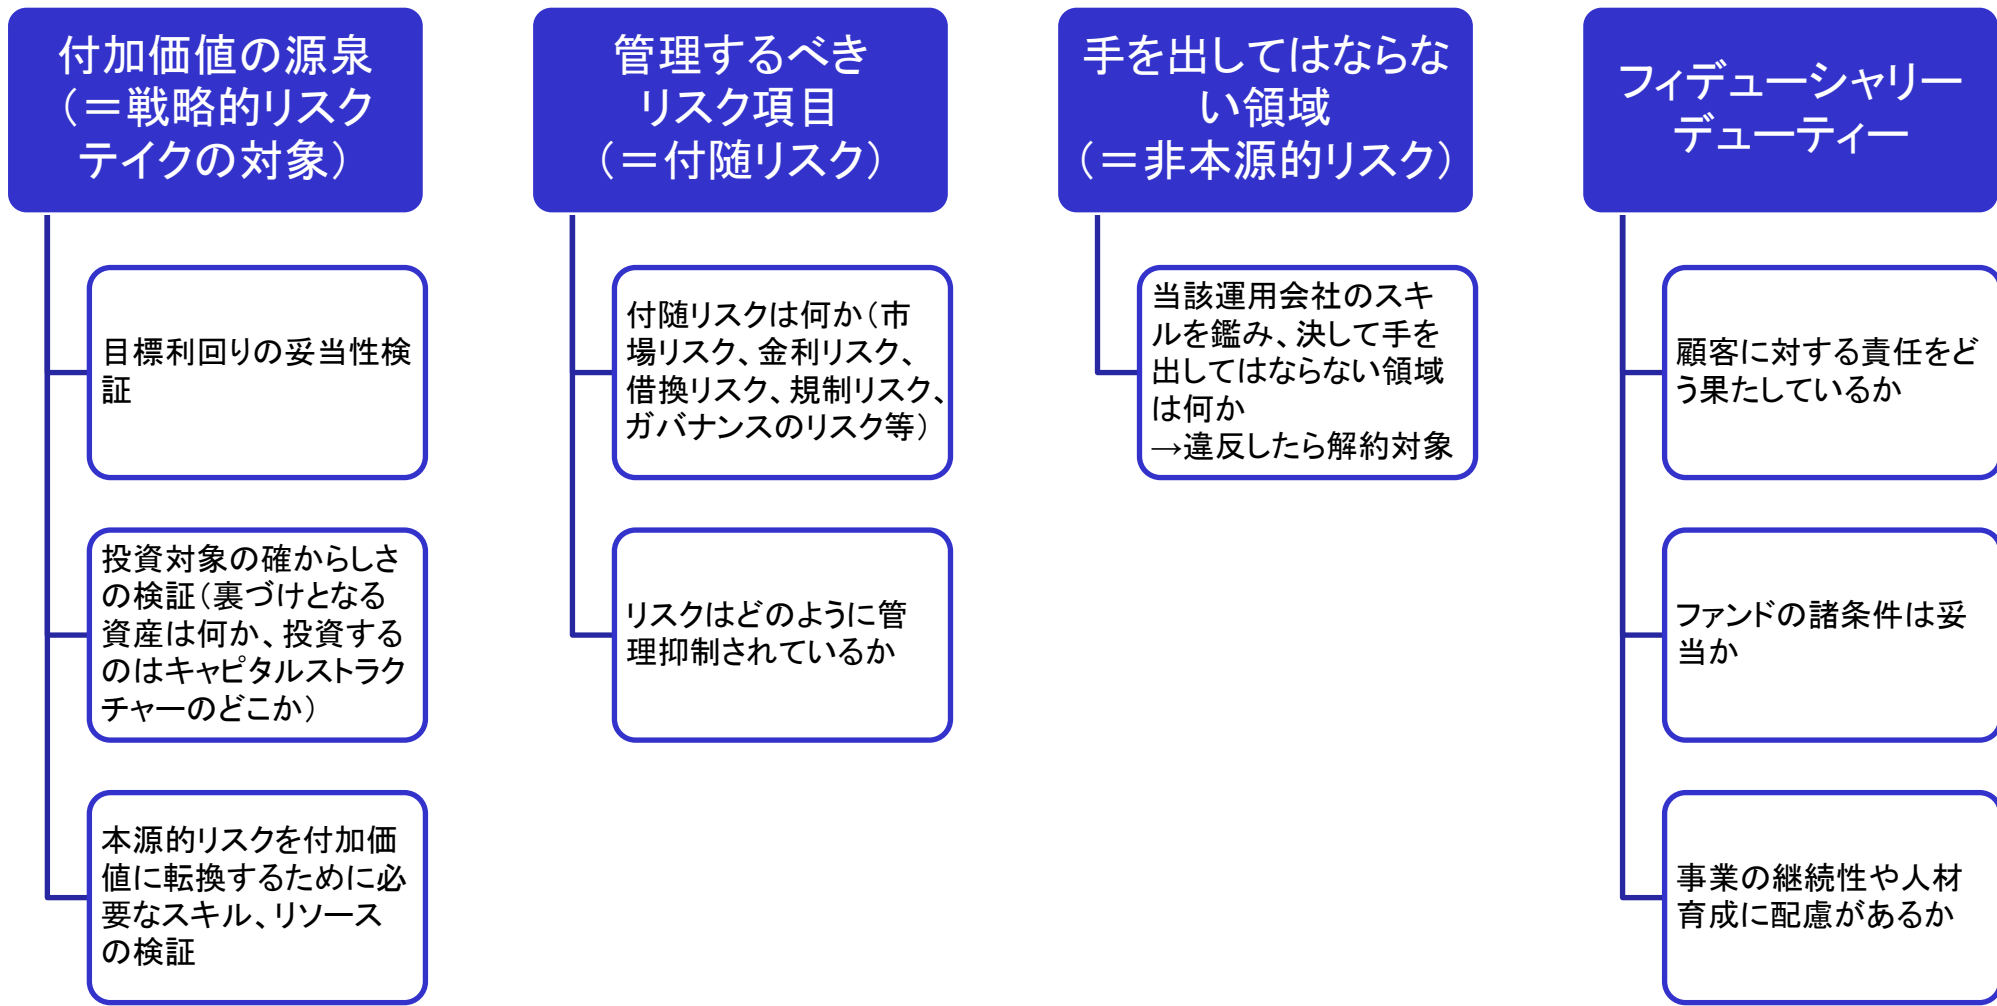 付加価値の源泉
（＝戦略的リスク
テイクの対象）
目標利回りの妥当性検
証
投資対象の確からしさ
の検証（裏づけとなる
資産は何か、投資する
のはキャピタルストラク
チャーのどこか）
本源的リスクを付加価
値に転換するために必
要なスキル、リソース
の検証
管理するべき
リスク項目
（＝付随リスク）
付随リスクは何か（市
場リスク、金利リスク、
借換リスク、規制リスク、
ガバナンスのリスク等）
リスクはどのように管
理抑制されているか
手を出してはならな
い領域
（＝非本源的リスク）
当該運用会社のスキ
ルを鑑み、決して手を
出してはならない領域
は何か
→違反したら解約対象
フィデューシャリー
デューティー
顧客に対する責任をど
う果たしているか
ファンドの諸条件は妥
当か
事業の継続性や人材
育成に配慮があるか